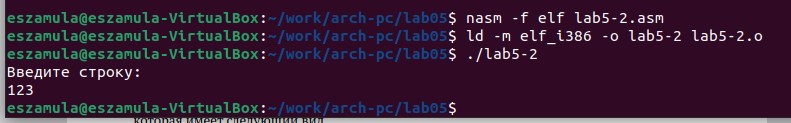 eszamula@eszamula-VirtualBox:~/work/arch-pc/lab05$ nasm -f elf lab5-2.asm
eszamula@eszamula-VirtualBox:~/work/arch-pc/lab05$ ld -m elf_i386 -o lab5-2 lab5-2.o
eszamula@eszamula-VirtualBox:~/work/arch-pc/lab05$ ./lab5-2
Введите строку:
123
eszamula@eszamula-VirtualBox:~/work/arch-pc/lab05$
которая имеет следующий вид